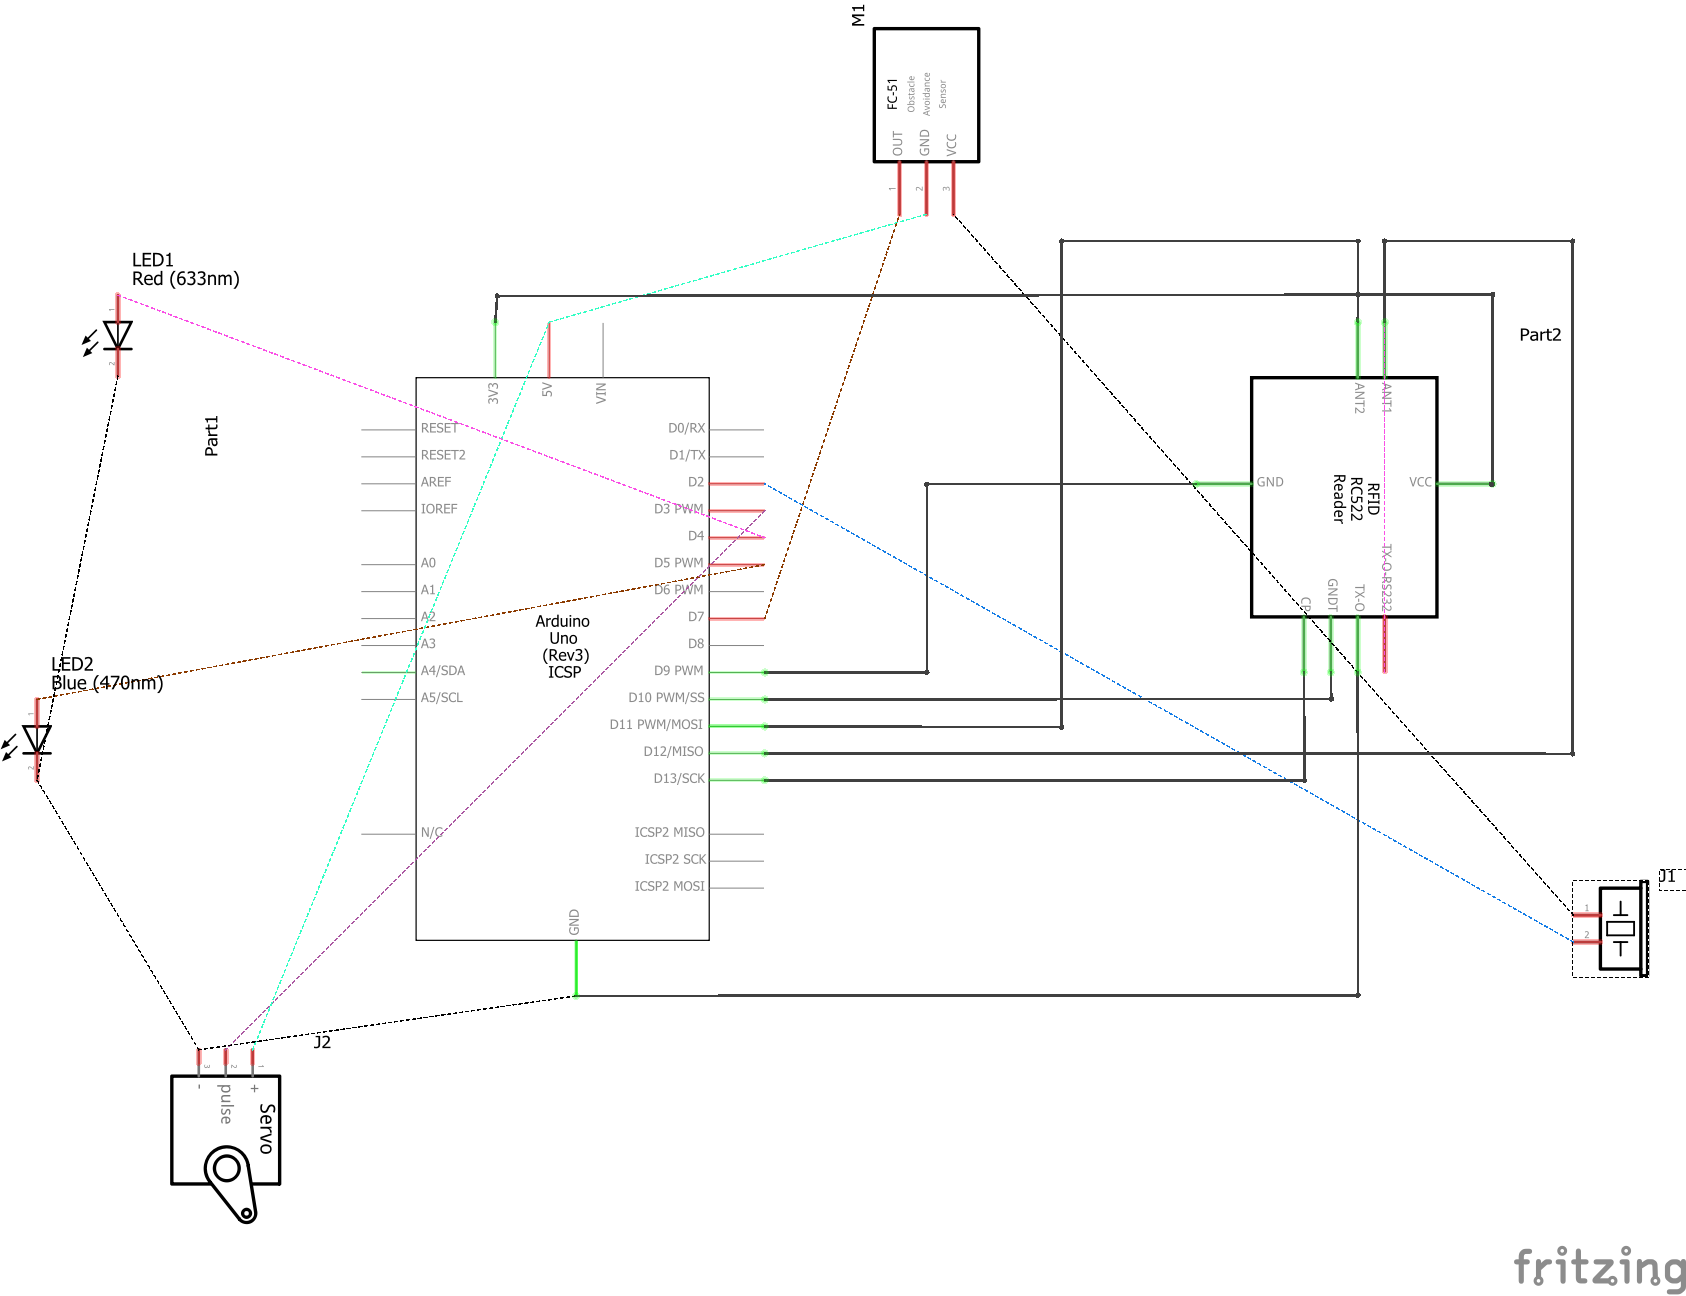 M1
FC-51
Obstacle
Avoidance
Sensor
OUT
GND
VCC
1
2
3
LED1
Red (633nm)
1
2
Part1
3V3
5V
VIN
RESET
RESET2
AREF
IOREF
A0
A1
A2
A3
A4/SDA
A5/SCL
N/C
D0/RX
D1/TX
D2
D3 PWM
D4
D5 PWM
D6 PWM
D7
D8
D9 PWM
D10 PWM/SS
D11 PWM/MOSI
D12/MISO
D13/SCK
ICSP2 MISO
ICSP2 SCK
ICSP2 MOSI
GND
Arduino
Uno
(Rev3)
ICSP
LED2
Blue (470nm)
1
2
Part2
ANT2
ANT1
GND
VCC
RFID
RC522
Reader
CP
GNDT
TX-O
TX-O-RS232
J1
1
2
J2
3
2
1
-
pulse
+
Servo
fritzing